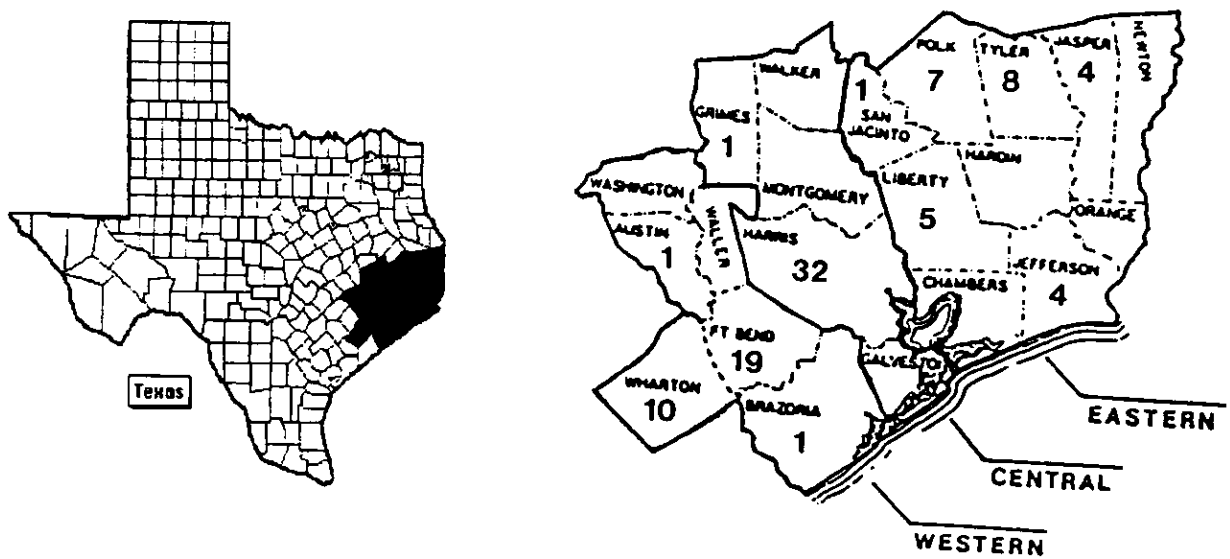 Texas
POLK
7
TYLER
8
JASPER
4
NEWTON
WALKER
1
SAN
JACINTO
GRIMES
1
HARDIN
LIBERTY
5
WASHINGTON
MONTGOMERY
ORANGE
WALLER
AUSTIN
1
HARRIS
32
JEFFERSON
4
CHAMBERS
FT BEND
19
GALVESTON
WHARTON
10
BRAZORIA
1
EASTERN
CENTRAL
WESTERN